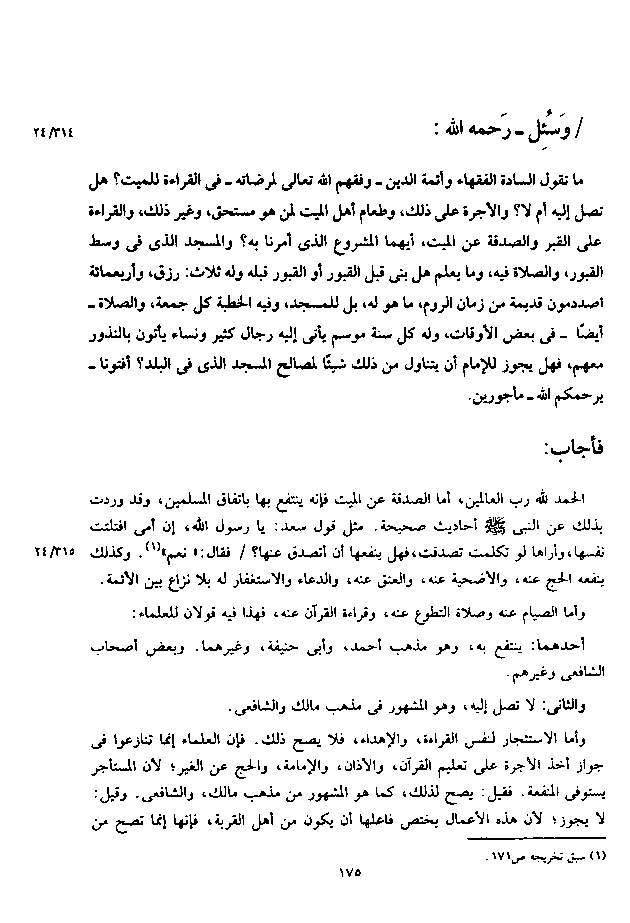 / وَسُئِل ـ رَحمه الله :
٢٤/٣١٤
ما تقول السادة الفقهاء وأئمة الدين ـ وفقهم الله تعالى لمرضاته ـ فى القراءة للميت؟ هل
تصل إليه أم لا؟ والأجرة على ذلك، وطعام أهل الميت لمن هو مستحق، وغير ذلك، والقراءة
على القبر والصدقة عن الميت، أيهما المشروع الذى أمرنا به؟ والمسجد الذى فى وسط
القبور، والصلاة فيه، وما يعلم هل بنى قبل القبور أو القبور قبله وله ثلاث: رزق، وأربعمائة
اصددمون قديمة من زمان الروم، ما هو له، بل للمسجد، وفيه الخطبة كل جمعة، والصلاة ـ
أيضًا ـ فى بعض الأوقات، وله كل سنة موسم يأتى إليه رجال كثير ونساء يأتون بالنذور
معهم، فهل يجوز للإمام أن يتناول من ذلك شيئًا لمصالح المسجد الذى فى البلد؟ أفتونا ـ
يرحمكم الله ـ مأجورين.
فأجاب:
الحمد لله رب العالمين، أما الصدقة عن الميت فإنه ينتفع بها باتفاق المسلمين، وقد وردت
بذلك عن النبى ﷺ أحاديث صحيحة. مثل قول سعد: يا رسول الله، إن أمى افتلتت
نفسها، وأراها لو تكلمت تصدقت، فهل ينفعها أن أتصدق عنها؟ / فقال: « نعم»(١). وكذلك
٢٤/٣١٥
ينفعه الحج عنه، والأضحية عنه، والعتق عنه، والدعاء والاستغفار له بلا نزاع بين الأئمة.
وأما الصيام عنه وصلاة التطوع عنه، وقراءة القرآن عنه، فهذا فيه قولان للعلماء:
أحدهما: ينتفع به، وهو مذهب أحمد، وأبى حنيفة، وغيرهما. وبعض أصحاب
الشافعى وغيرهم.
والثانى: لا تصل إليه، وهو المشهور فى مذهب مالك والشافعى.
وأما الاستئجار لنفس القراءة، والإهداء، فلا يصح ذلك. فإن العلماء إنما تنازعوا فى
جواز أخذ الأجرة على تعليم القرآن، والأذان، والإمامة، والحج عن الغير؛ لأن المستأجر
يستوفى المنفعة. فقيل: يصح لذلك، كما هو المشهور من مذهب مالك، والشافعى. وقيل:
لا يجوز؛ لأن هذه الأعمال يختص فاعلها أن يكون من أهل القربة، فإنها إنما تصح من
(١) سبق تخريجه ص١٧١.
١٧٥